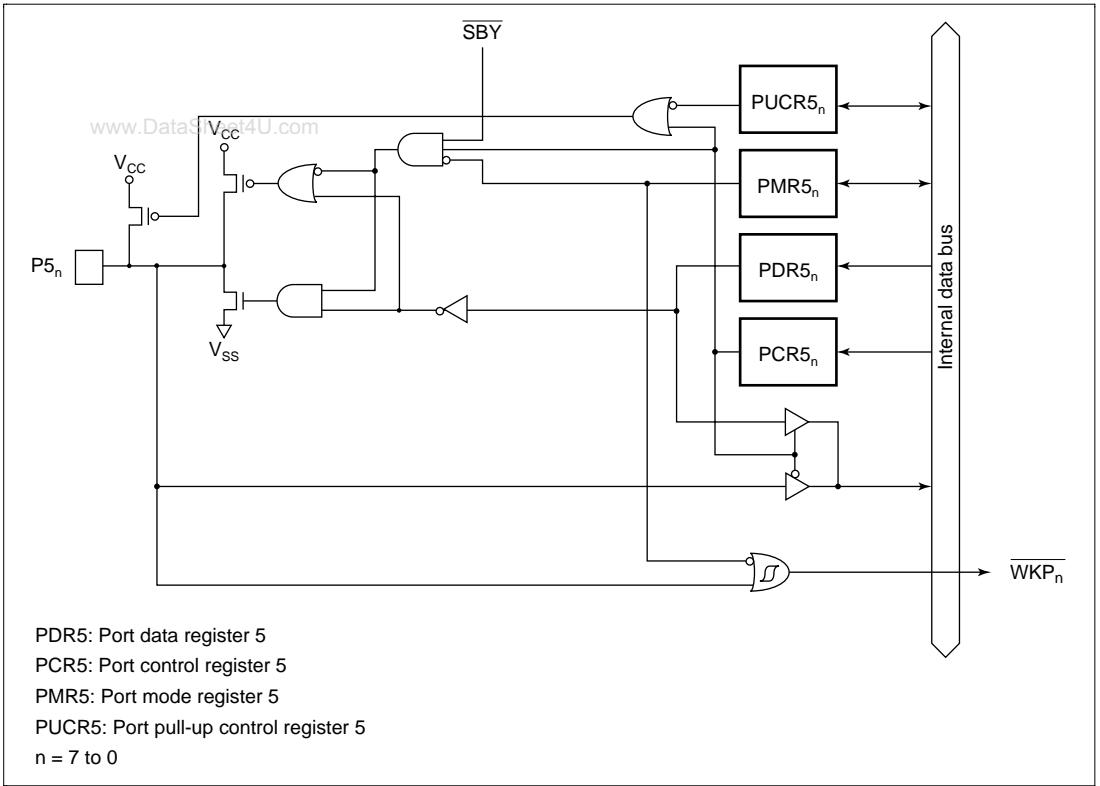 SBY
PUCR5n
www.DataSheet4U.com
VCC
VCC
PMR5n
P5n
PDR5n
VSS
PCR5n
Internal data bus
WKPn
PDR5: Port data register 5
PCR5: Port control register 5
PMR5: Port mode register 5
PUCR5: Port pull-up control register 5
n = 7 to 0